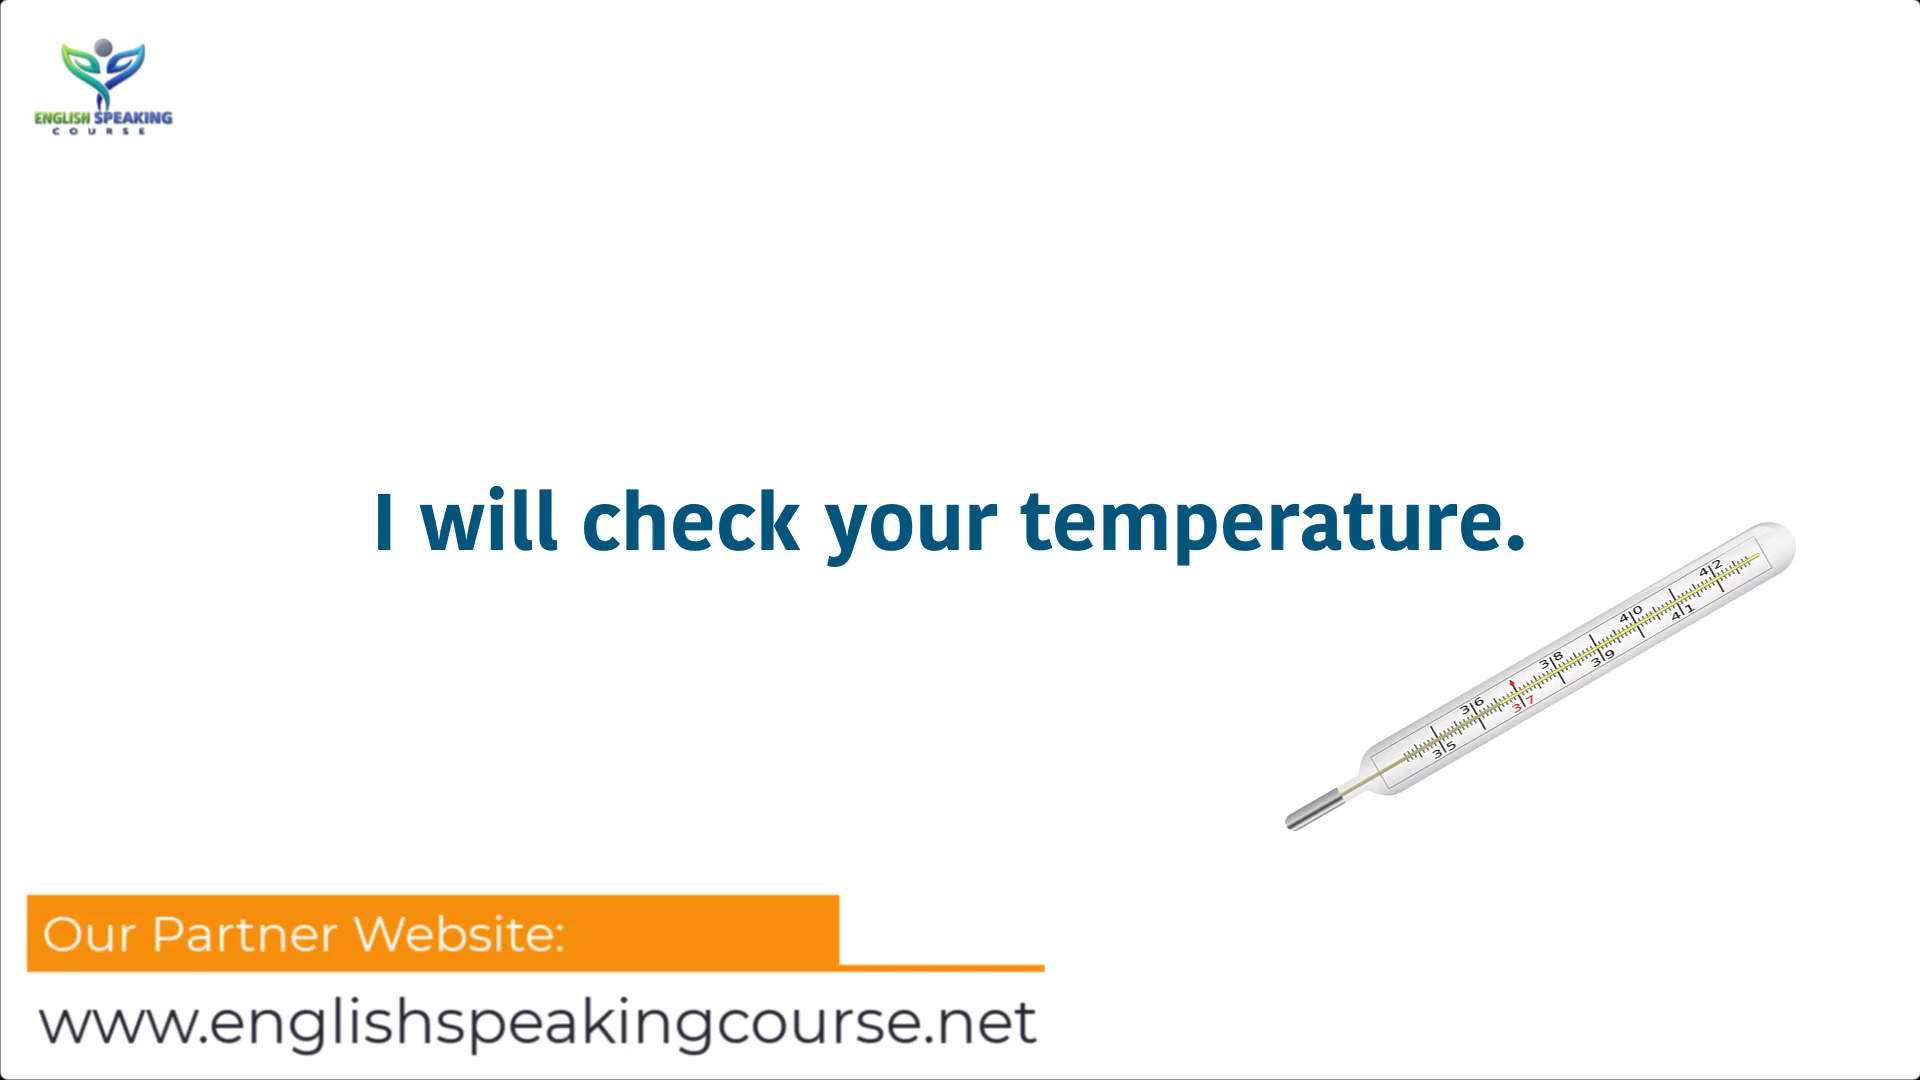 ENGLISH SPEAKING
COURSE
I will check your temperature.
42
41
40
39
38
37
36
35
Our Partner Website:
www.englishspeakingcourse.net